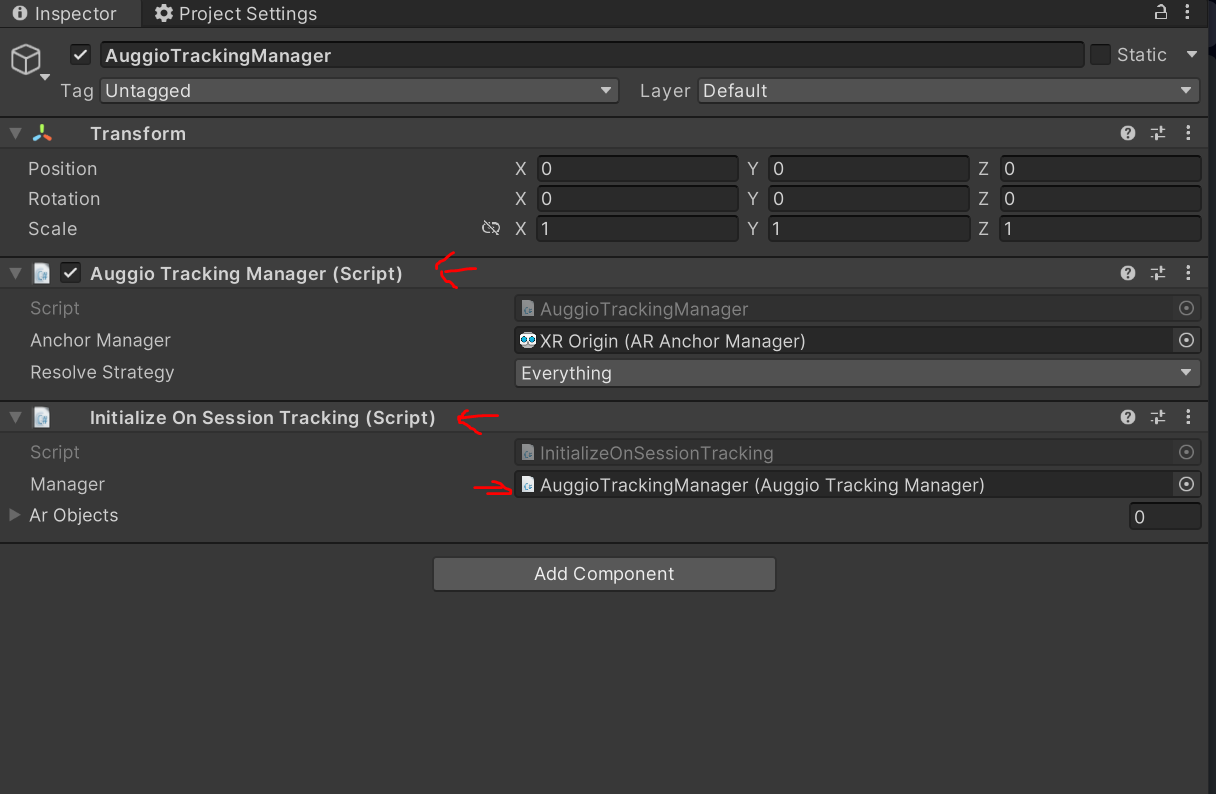 Inspector Project Settings
AuggioTrackingManager Static
Tag Untagged Layer Default
Transform
Position X 0 Y 0 Z 0
Rotation X 0 Y 0 Z 0
Scale X 1 Y 1 Z 1
Auggio Tracking Manager (Script)
Script AuggioTrackingManager
Anchor Manager XR Origin (AR Anchor Manager)
Resolve Strategy Everything
Initialize On Session Tracking (Script)
Script InitializeOnSessionTracking
Manager AuggioTrackingManager (Auggio Tracking Manager)
Ar Objects 0
Add Component